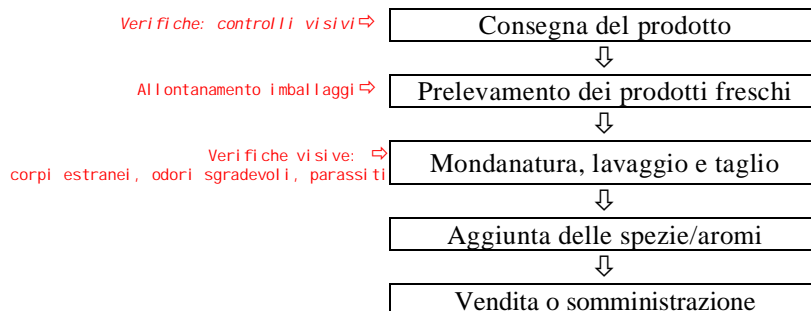 Verifiche: controlli visivi⇨ Consegna del prodotto
Allontanamento imballaggi⇨ Prelevamento dei prodotti freschi
Verifiche visive: ⇨
corpi estranei, odori sgradevoli, parassiti
Mondanatura, lavaggio e taglio
Aggiunta delle spezie/aromi
Vendita o somministrazione